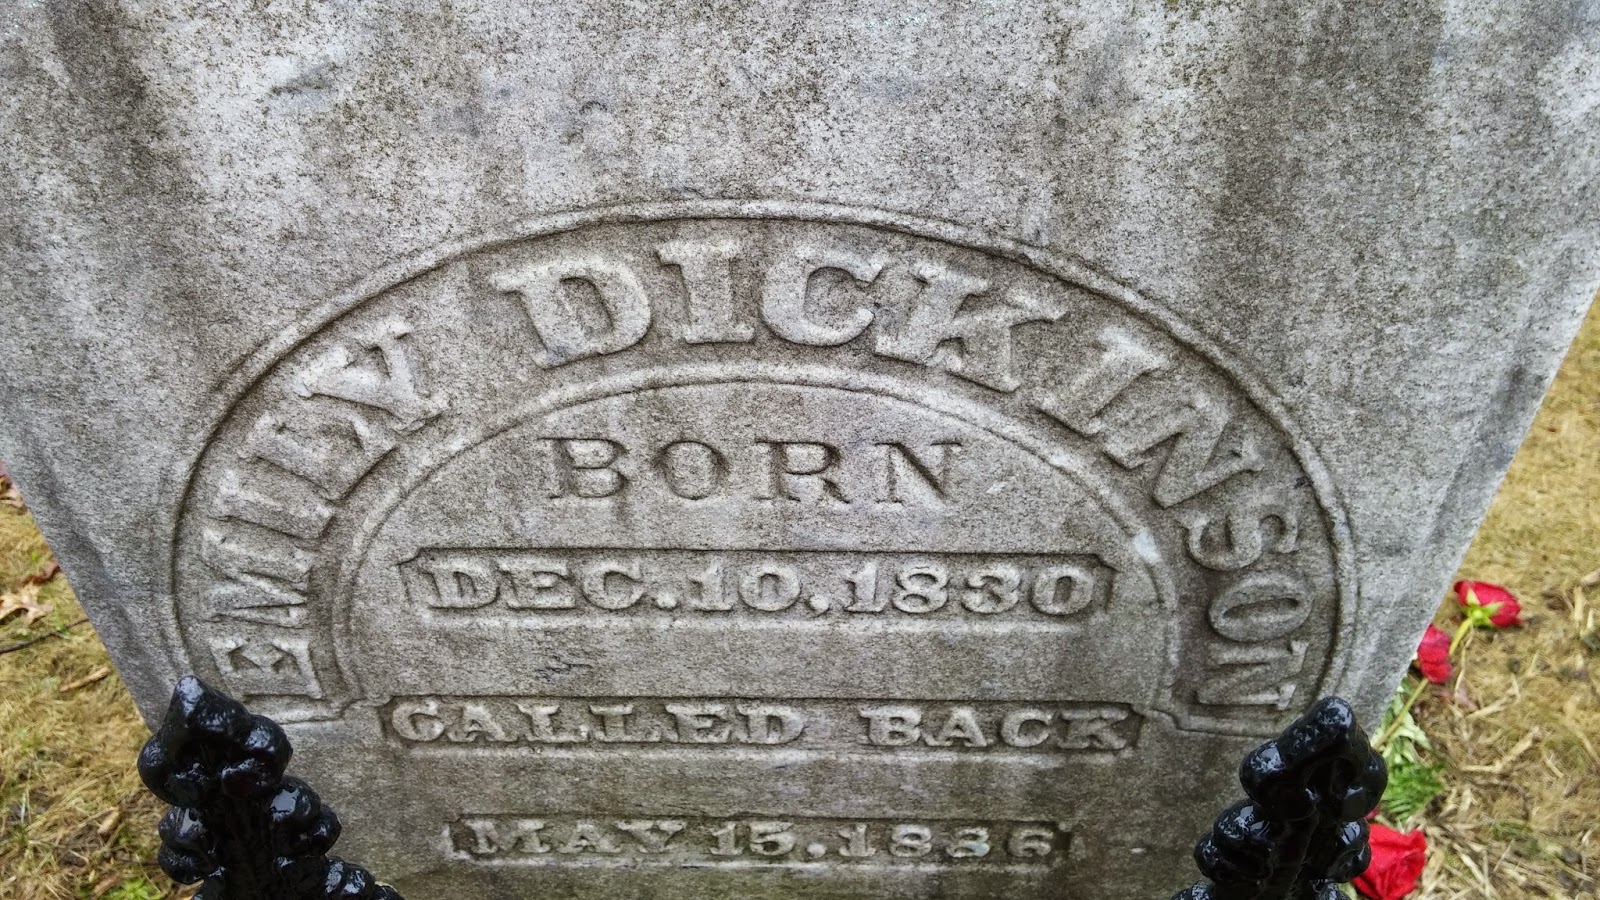 EMILY DICKINSON
BORN
DEC. 10, 1830
CALLED BACK
MAY 15, 1886